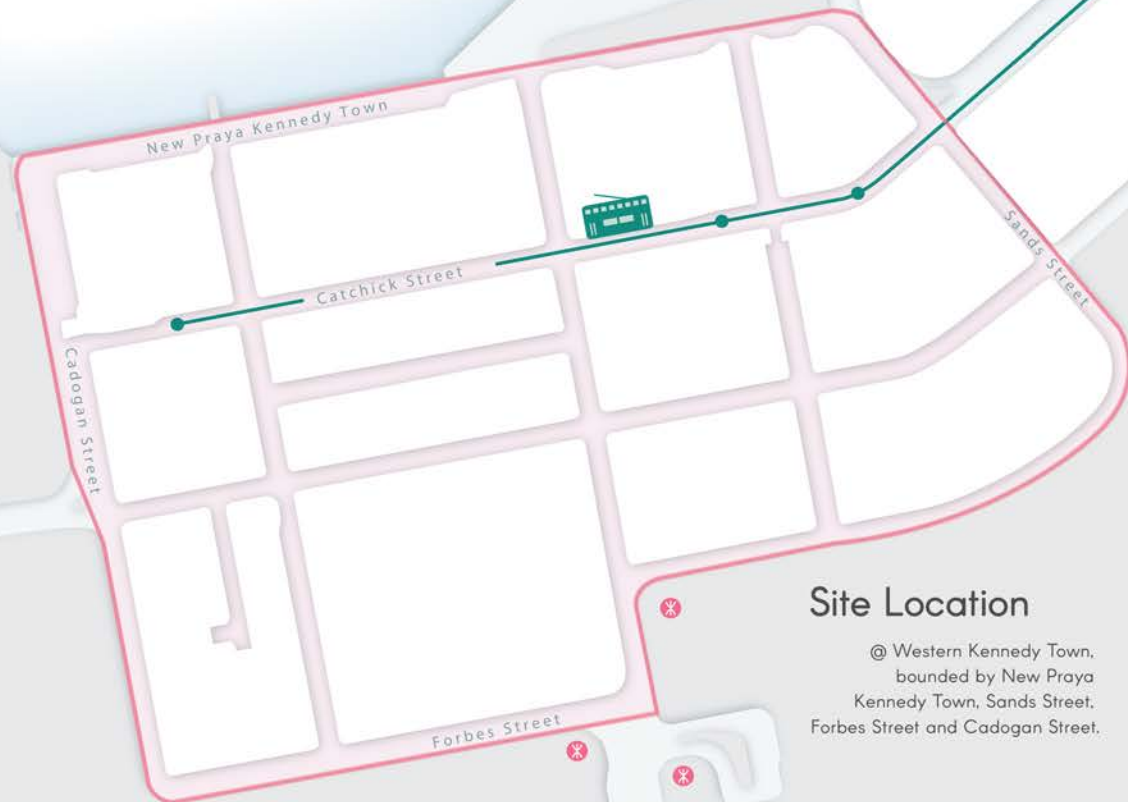 New Praya Kennedy Town
Catchick Street
Sands Street
Cadogan Street
Forbes Street
Site Location
@ Western Kennedy Town,
bounded by New Praya
Kennedy Town, Sands Street,
Forbes Street and Cadogan Street.